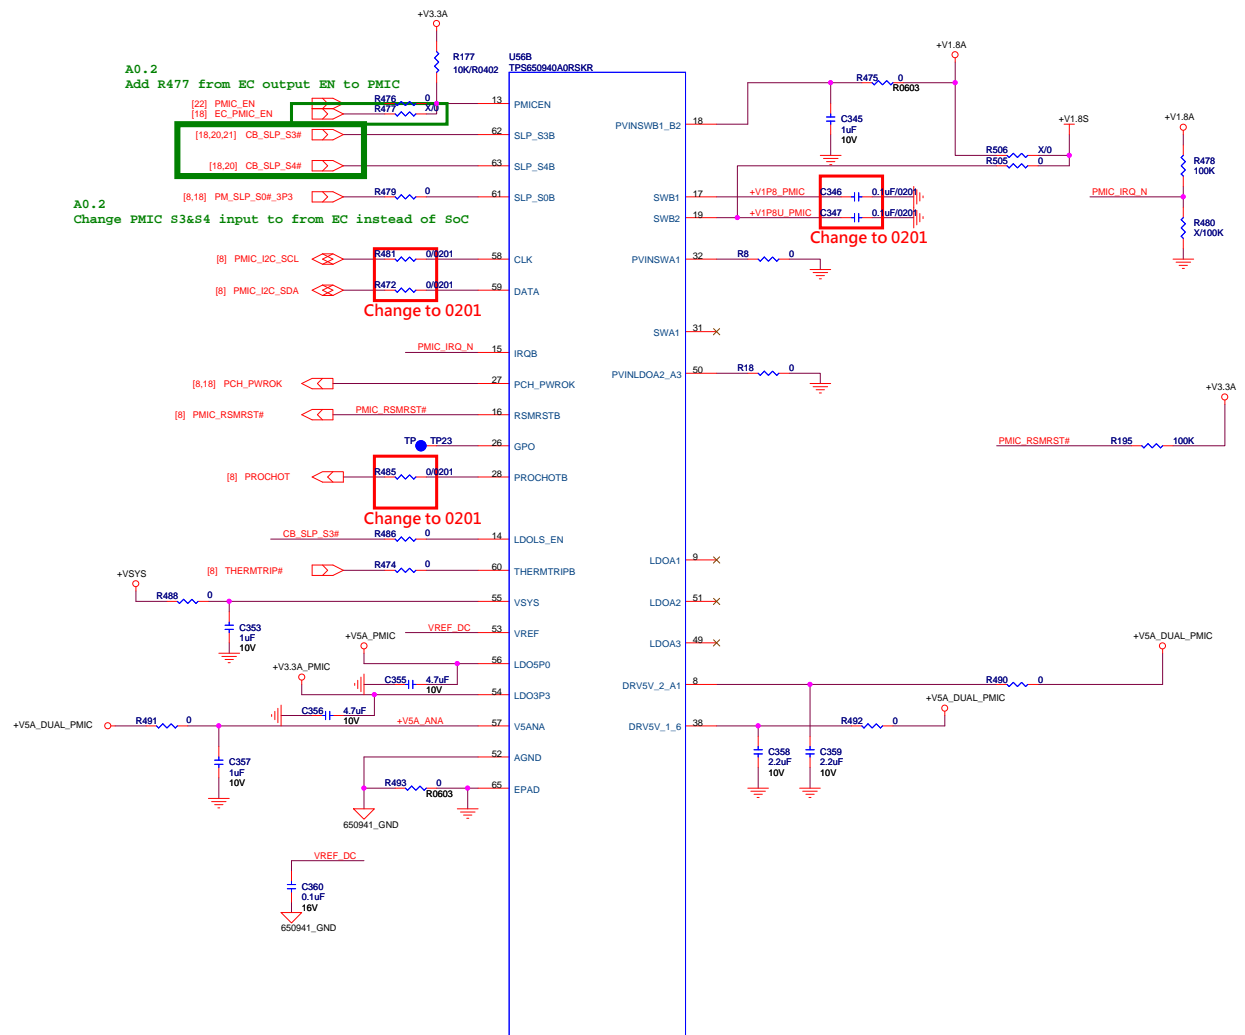 +V3.3A
R177
10K/R0402
U56B
TPS650940A0RSKR
A0.2
Add R477 from EC output EN to PMIC
[22] PMIC_EN
R476 0
13 PMICEN
[18] EC_PMIC_EN
R477 X/0
[18,20,21] CB_SLP_S3#
62 SLP_S3B
[18,20] CB_SLP_S4#
63 SLP_S4B
[8,18] PM_SLP_S0#_3P3
R479 0
61 SLP_S0B
A0.2
Change PMIC S3&S4 input to from EC instead of SoC
[8] PMIC_I2C_SCL
R481 0/0201
58 CLK
[8] PMIC_I2C_SDA
R472 0/0201
59 DATA
Change to 0201
PMIC_IRQ_N
15 IRQB
[8,18] PCH_PWROK
27 PCH_PWROK
[8] PMIC_RSMRST#
PMIC_RSMRST#
16 RSMRSTB
TP TP23
26 GPO
[8] PROCHOT
R485 0/0201
28 PROCHOTB
Change to 0201
CB_SLP_S3#
R486 0
14 LDOLS_EN
[8] THERMTRIP#
R474 0
60 THERMTRIPB
+VSYS
R488 0
55 VSYS
C353
1uF
10V
VREF_DC
53 VREF
+V5A_PMIC
56 LDO5P0
C355 4.7uF
10V
+V3.3A_PMIC
54 LDO3P3
C356 4.7uF
10V
+V5A_DUAL_PMIC
R491 0
+V5A_ANA
57 V5ANA
C357
1uF
10V
52 AGND
R493 0
R0603
65 EPAD
650941_GND
VREF_DC
C360
0.1uF
16V
650941_GND
+V1.8A
R475 0
R0603
PVINSWB1_B2 18
C345
1uF
10V
+V1.8S
R506 X/0
R505 0
+V1.8A
R478
100K
PMIC_IRQ_N
R480
X/100K
SWB1 17
+V1P8_PMIC
C346 0.1uF/0201
SWB2 19
+V1P8U_PMIC
C347 0.1uF/0201
Change to 0201
PVINSWA1 32
R8 0
SWA1 31
PVINLDOA2_A3 50
R18 0
+V3.3A
PMIC_RSMRST#
R195 100K
LDOA1 9
LDOA2 51
LDOA3 49
+V5A_DUAL_PMIC
DRV5V_2_A1 8
R490 0
+V5A_DUAL_PMIC
DRV5V_1_6 38
R492 0
C358
2.2uF
10V
C359
2.2uF
10V